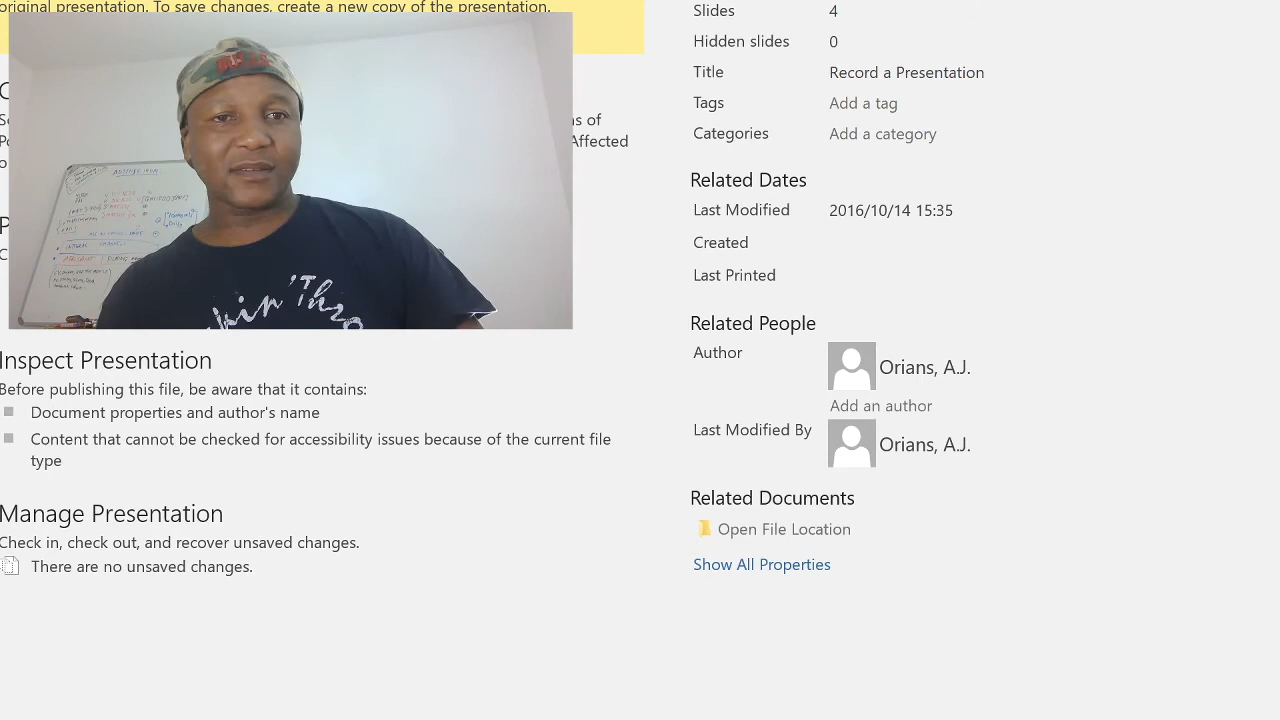 original presentation. To save changes, create a new copy of the presentation.
ns of
Affected
Inspect Presentation
Before publishing this file, be aware that it contains:
Document properties and author's name
Content that cannot be checked for accessibility issues because of the current file
type
Manage Presentation
Check in, check out, and recover unsaved changes.
There are no unsaved changes.
Slides 4
Hidden slides 0
Title Record a Presentation
Tags Add a tag
Categories Add a category
Related Dates
Last Modified 2016/10/14 15:35
Created
Last Printed
Related People
Author Orians, A.J.
Add an author
Last Modified By Orians, A.J.
Related Documents
Open File Location
Show All Properties